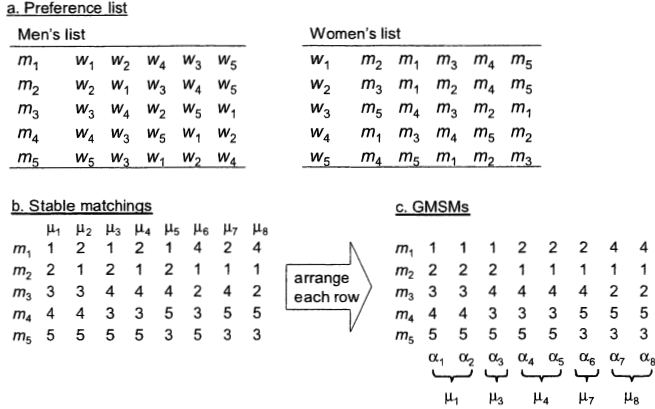 a. Preference list
Men's list
m₁ w₁ w₂ w₄ w₃ w₅
m₂ w₂ w₁ w₃ w₄ w₅
m₃ w₃ w₄ w₂ w₅ w₁
m₄ w₄ w₃ w₅ w₁ w₂
m₅ w₅ w₃ w₁ w₂ w₄
Women's list
w₁ m₂ m₁ m₃ m₄ m₅
w₂ m₃ m₁ m₂ m₄ m₅
w₃ m₅ m₄ m₃ m₂ m₁
w₄ m₁ m₃ m₄ m₅ m₂
w₅ m₄ m₅ m₁ m₂ m₃
b. Stable matchings
μ₁ μ₂ μ₃ μ₄ μ₅ μ₆ μ₇ μ₈
m₁ 1 2 1 2 1 4 2 4
m₂ 2 1 2 1 2 1 1 1
m₃ 3 3 4 4 4 2 4 2
m₄ 4 4 3 3 5 3 5 5
m₅ 5 5 5 5 3 5 3 3
arrange
each row
c. GMSMs
m₁ 1 1 1 2 2 2 4 4
m₂ 2 2 2 1 1 1 1 1
m₃ 3 3 4 4 4 4 2 2
m₄ 4 4 3 3 3 5 5 5
m₅ 5 5 5 5 5 3 3 3
α₁ α₂ α₃ α₄ α₅ α₆ α₇ α₈
μ₁ μ₃ μ₄ μ₇ μ₈